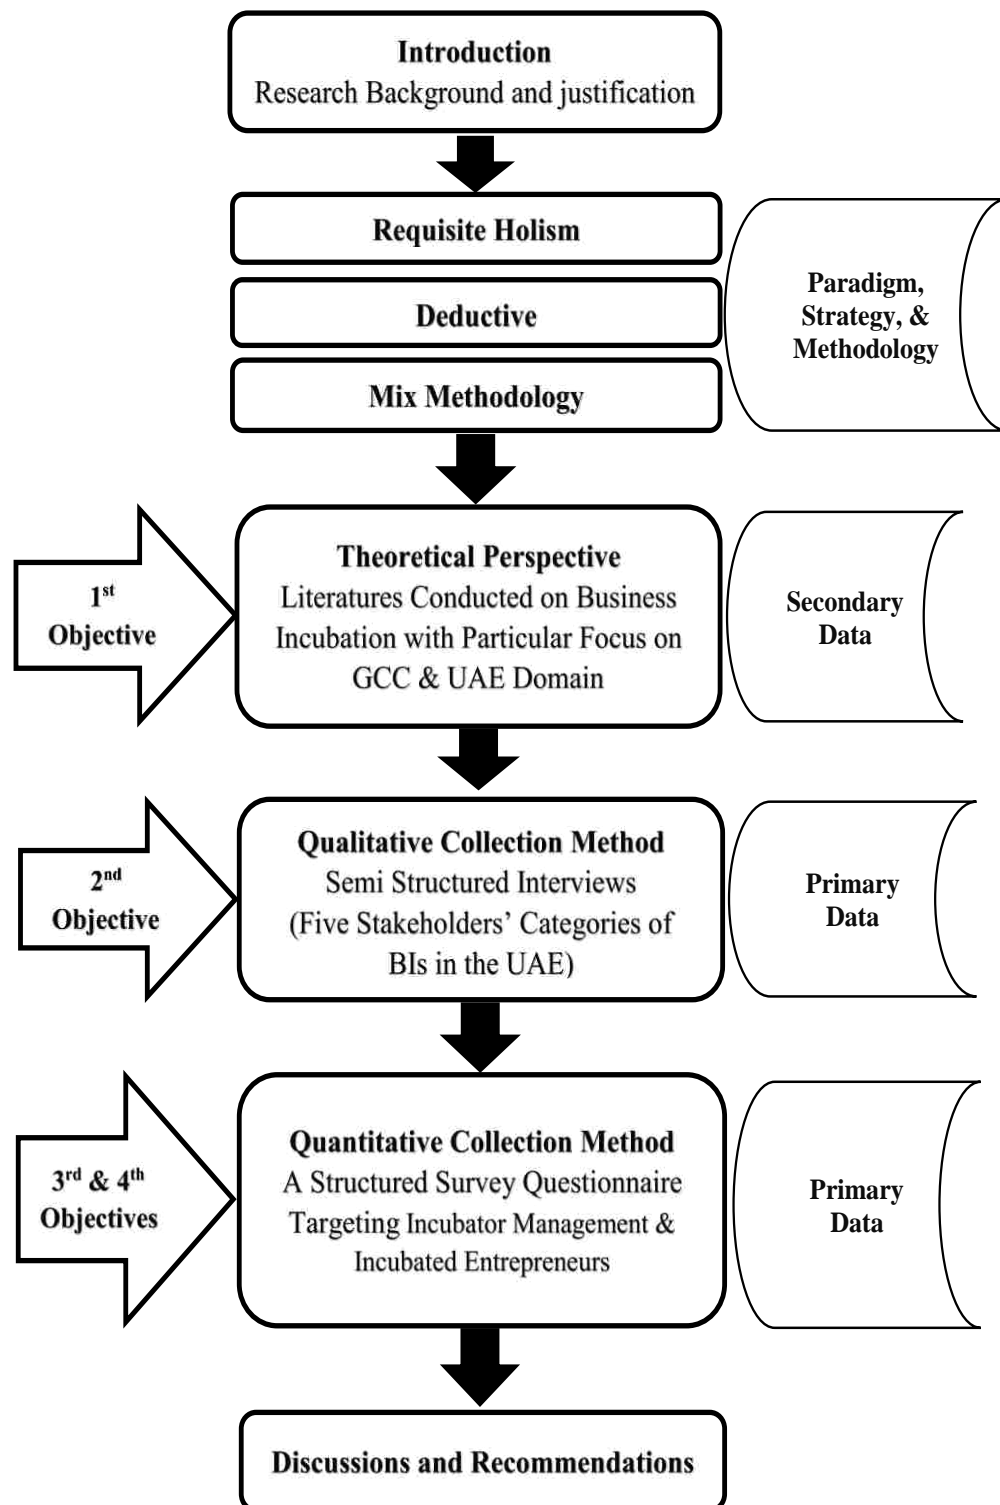 Introduction
Research Background and justification
Requisite Holism
Deductive
Mix Methodology
Paradigm,
Strategy, &
Methodology
1st
Objective
Theoretical Perspective
Literatures Conducted on Business
Incubation with Particular Focus on
GCC & UAE Domain
Secondary
Data
2nd
Objective
Qualitative Collection Method
Semi Structured Interviews
(Five Stakeholders’ Categories of
BIs in the UAE)
Primary
Data
3rd & 4th
Objectives
Quantitative Collection Method
A Structured Survey Questionnaire
Targeting Incubator Management &
Incubated Entrepreneurs
Primary
Data
Discussions and Recommendations